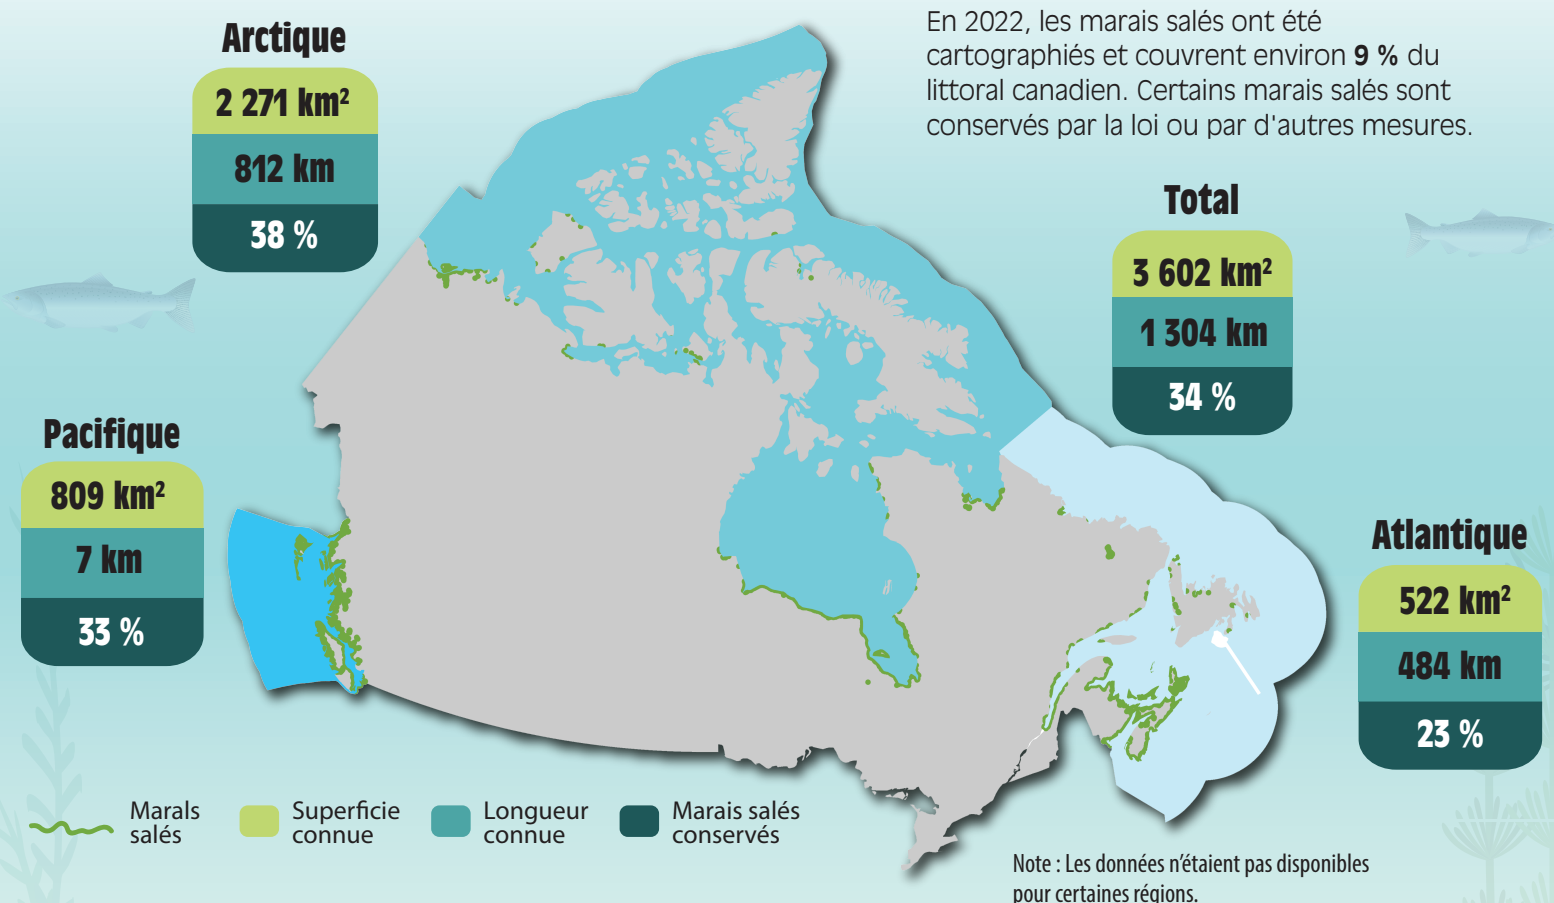 En 2022, les marais salés ont été
cartographiés et couvrent environ 9 % du
littoral canadien. Certains marais salés sont
conservés par la loi ou par d'autres mesures.
Arctique
2 271 km²
812 km
38 %
Total
3 602 km²
1 304 km
34 %
Pacifique
809 km²
7 km
33 %
Atlantique
522 km²
484 km
23 %
Marals
salés
Superficie
connue
Longueur
connue
Marais salés
conservés
Note : Les données n'étaient pas disponibles
pour certaines régions.